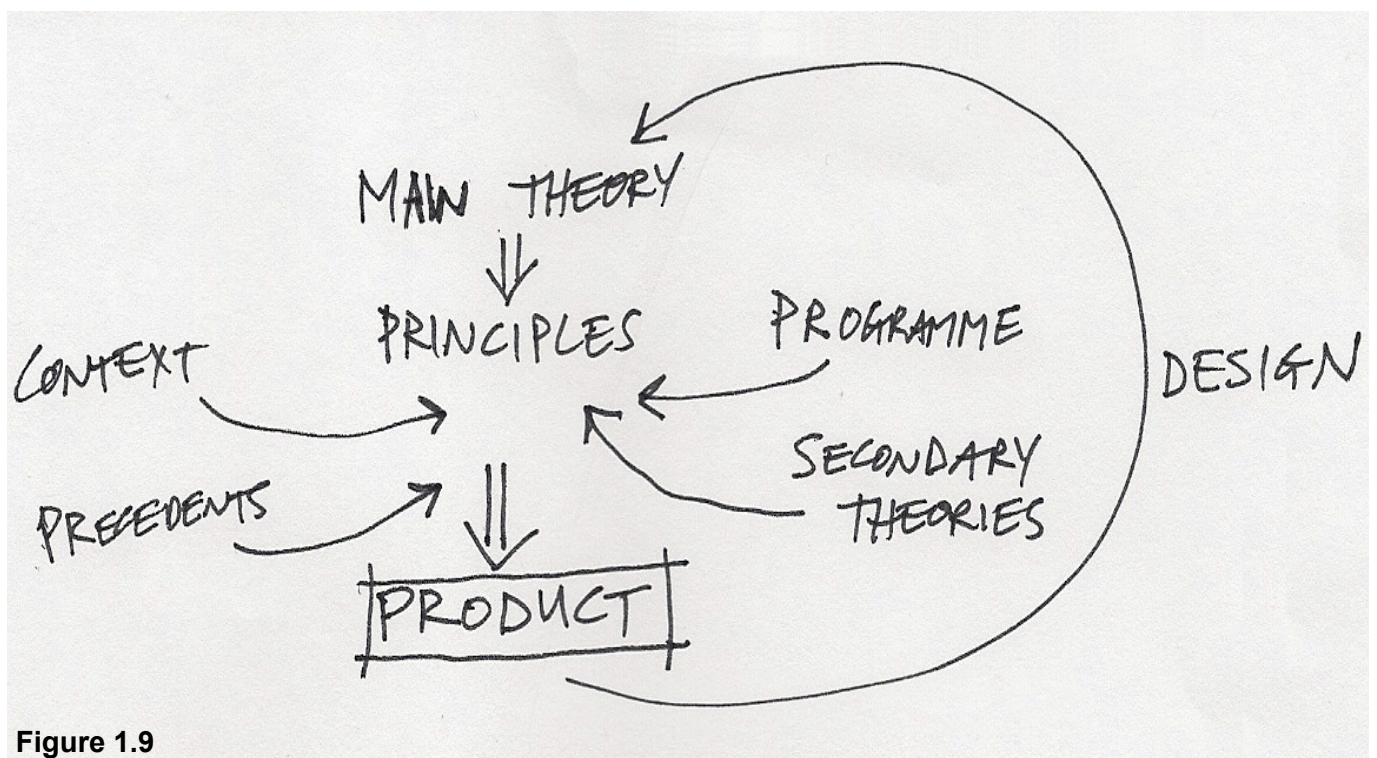 MAIN THEORY
PRINCIPLES
PROGRAMME
CONTEXT
DESIGN
SECONDARY
THEORIES
PRECEDENTS
PRODUCT
Figure 1.9